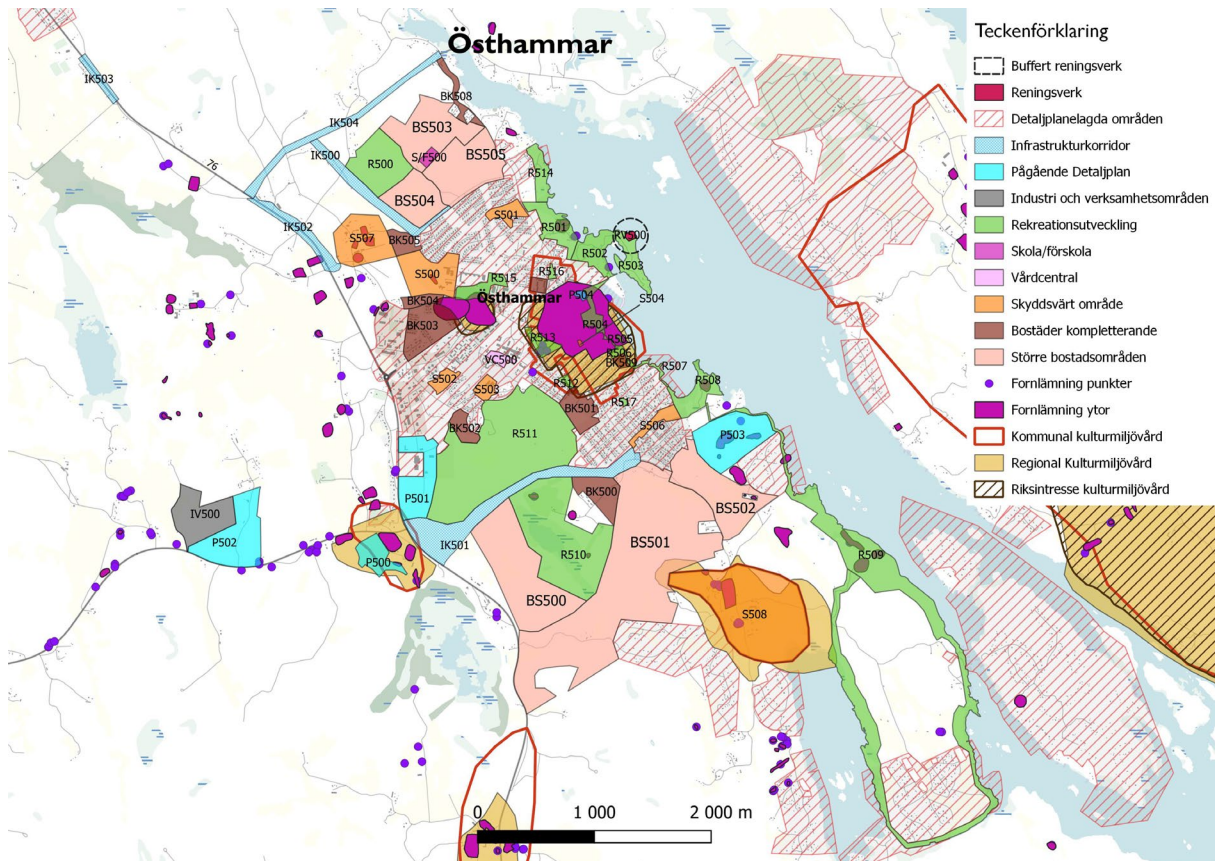 Östhammar
Teckenförklaring
Buffert reningsverk
Reningsverk
Detaljplanelagda områden
Infrastrukturkorridor
Pågående Detaljplan
Industri och verksamhetsområden
Rekreationsutveckling
Skola/förskola
Vårdcentral
Skyddsvärt område
Bostäder kompletterande
Större bostadsområden
Fornlämning punkter
Fornlämning ytor
Kommunal kulturmiljövård
Regional Kulturmiljövård
Riksintresse kulturmiljövård
IK503
BK508
IK504
BS503
IK500
S/F500
BS505
R500
76
R514
BS504
S501
R501
RV500
IK502
S507
BK505
R502
R503
S500
R516
R515
S504
BK504
Östhammar
P504
BK503
R504
R513
R505
R506
VC500
BK509
R507
S502
R512
R508
S503
BK501
R517
BK502
R511
S506
P503
P501
BK500
IV500
BS502
P502
IK501
BS501
P500
R510
R509
BS500
S508
0 1 000 2 000 m